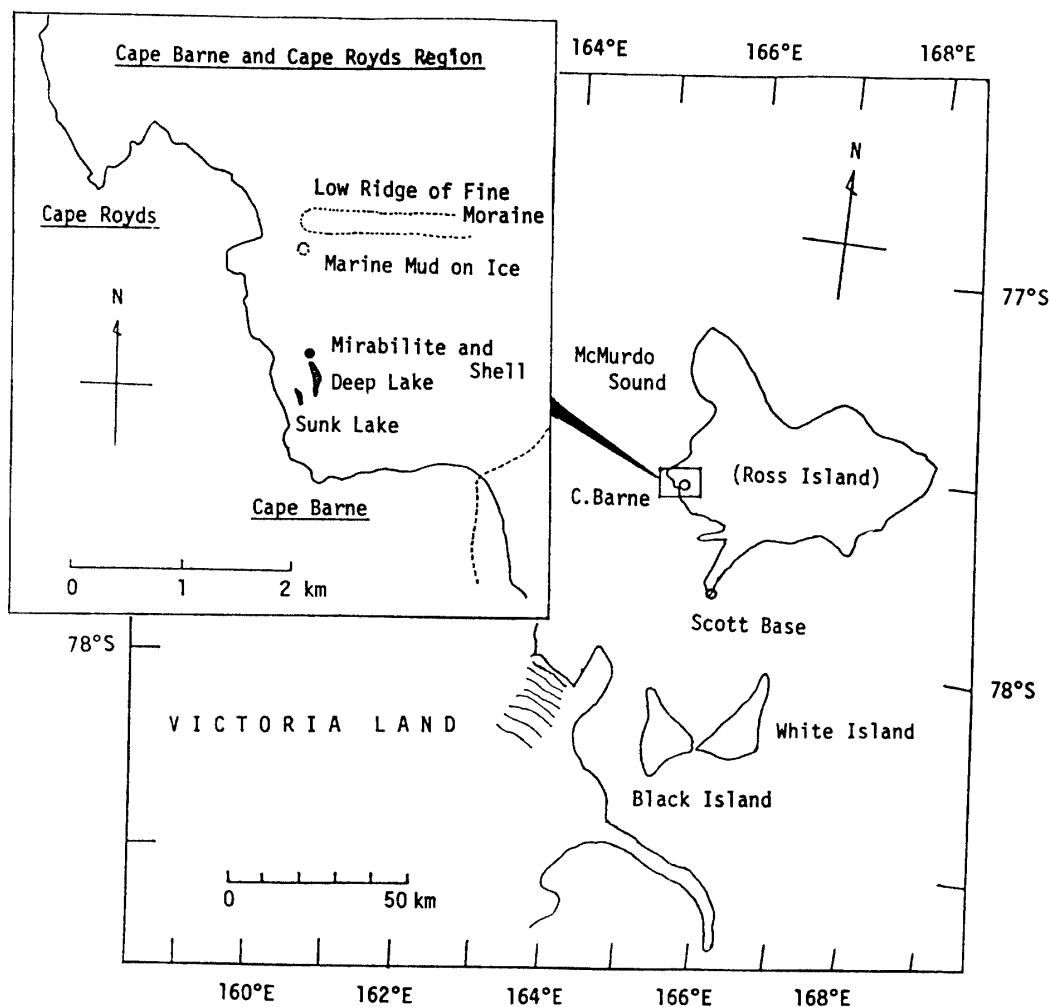 Cape Barne and Cape Royds Region
Low Ridge of Fine
Moraine
Cape Royds
Marine Mud on Ice
N
Mirabilite and
Shell
Deep Lake
Sunk Lake
Cape Barne
0 1 2 km
164°E 166°E 168°E
N
77°S
McMurdo
Sound
(Ross Island)
C.Barne
Scott Base
78°S
78°S
VICTORIA LAND
White Island
Black Island
0 50 km
160°E 162°E 164°E 166°E 168°E